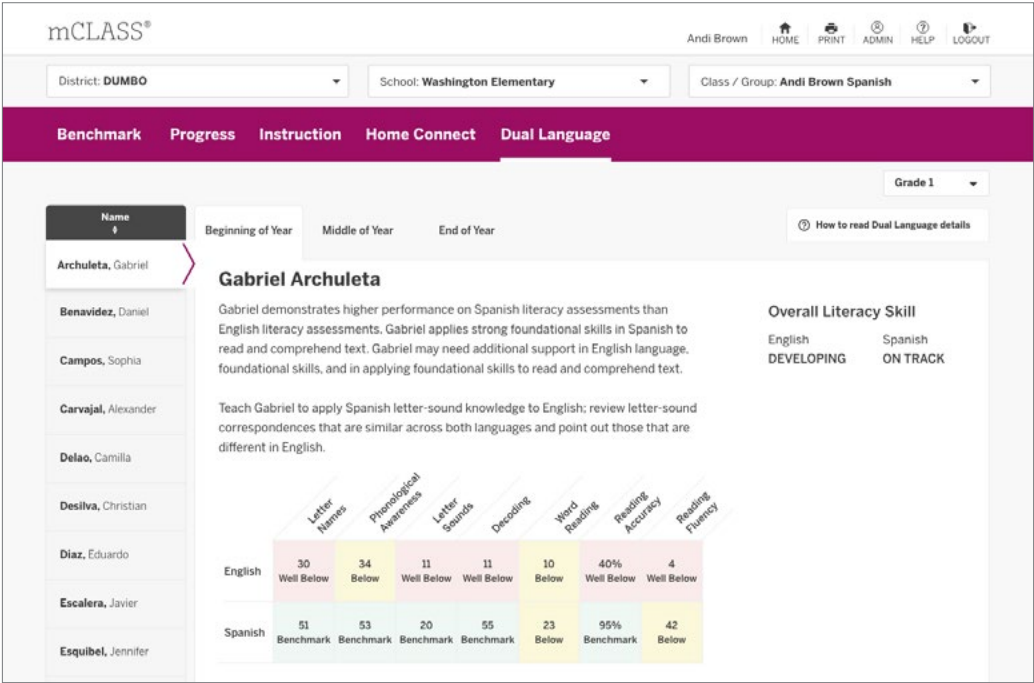 mCLASS®
Andi Brown HOME PRINT ADMIN HELP LOGOUT
District: DUMBO School: Washington Elementary Class / Group: Andi Brown Spanish
Benchmark Progress Instruction Home Connect Dual Language
Grade 1
Name
Beginning of Year Middle of Year End of Year
How to read Dual Language details
Archuleta, Gabriel
Benavidez, Daniel
Campos, Sophia
Carvajal, Alexander
Delao, Camilla
Desilva, Christian
Diaz, Eduardo
Escalera, Javier
Esquibel, Jennifer
Gabriel Archuleta
Gabriel demonstrates higher performance on Spanish literacy assessments than
English literacy assessments. Gabriel applies strong foundational skills in Spanish to
read and comprehend text. Gabriel may need additional support in English language,
foundational skills, and in applying foundational skills to read and comprehend text.
Teach Gabriel to apply Spanish letter-sound knowledge to English; review letter-sound
correspondences that are similar across both languages and point out those that are
different in English.
Overall Literacy Skill
English Spanish
DEVELOPING ON TRACK
Letter
Names
Phonological
Awareness
Letter
Sounds
Decoding
Word
Reading
Reading
Accuracy
Reading
Fluency
English
30 34 11 11 10 40% 4
Well Below Below Well Below Well Below Below Well Below Well Below
Spanish
51 53 20 55 23 95% 42
Benchmark Benchmark Benchmark Benchmark Below Benchmark Below